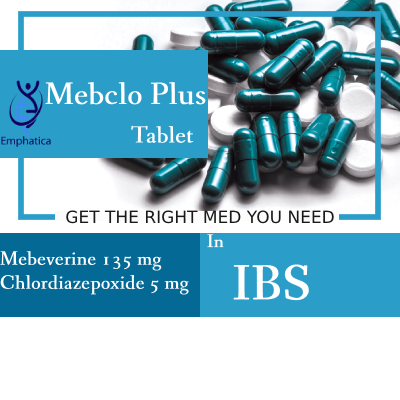 Mebclo Plus
Tablet
Emphatica
GET THE RIGHT MED YOU NEED
Mebeverine 135 mg
Chlordiazepoxide 5 mg
In
IBS